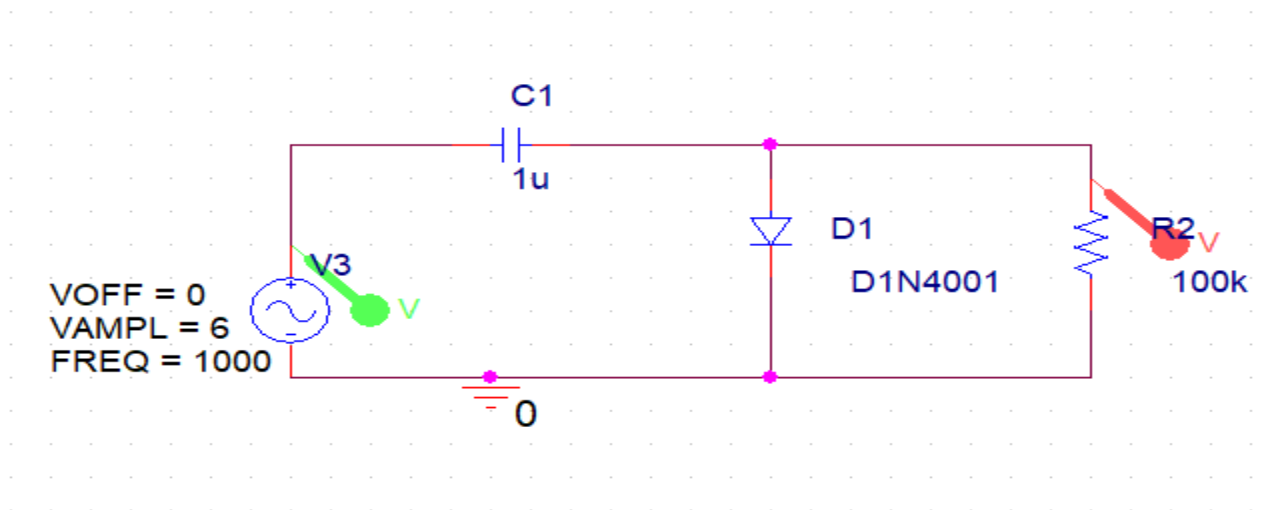 C1
1u
V3
VOFF = 0
VAMPL = 6
FREQ = 1000
V
0
D1
D1N4001
R2
V
100k